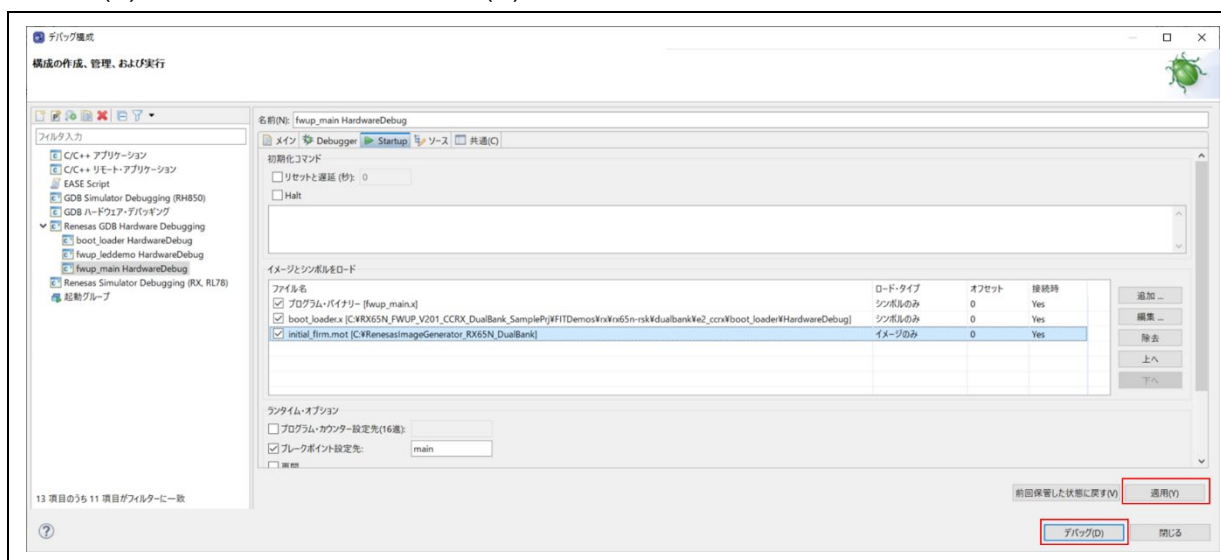 デバッグ構成
構成の作成、管理、および実行
名前(N): fwup_main HardwareDebug
フィルタ入力
メイン Debugger Startup ソース 共通(C)
C/C++ アプリケーション
C/C++ リモート・アプリケーション
EASE Script
GDB Simulator Debugging (RH850)
GDB ハードウェア・デバッギング
Renesas GDB Hardware Debugging
boot_loader HardwareDebug
fwup_leddemo HardwareDebug
fwup_main HardwareDebug
Renesas Simulator Debugging (RX, RL78)
起動グループ
初期化コマンド
リセットと遅延 (秒): 0
Halt
イメージとシンボルをロード
ファイル名 ロード・タイプ オフセット 接続時
プログラム・バイナリー [fwup_main.x] シンボルのみ 0 Yes
boot_loader.x [C:¥RX65N_FWUP_V201_CCRX_DualBank_SamplePrj¥FITDemos¥rx¥rx65n-rsk¥dualbank¥e2_ccrx¥boot_loader¥HardwareDebug] シンボルのみ 0 Yes
initial_firm.mot [C:¥RenesasImageGenerator_RX65N_DualBank] イメージのみ 0 Yes
追加 ...
編集 ...
除去
上へ
下へ
ランタイム・オプション
プログラム・カウンター設定先(16進):
ブレークポイント設定先: main
13 項目のうち 11 項目がフィルターに一致
前回保管した状態に戻す(V) 適用(Y)
デバッグ(D) 閉じる